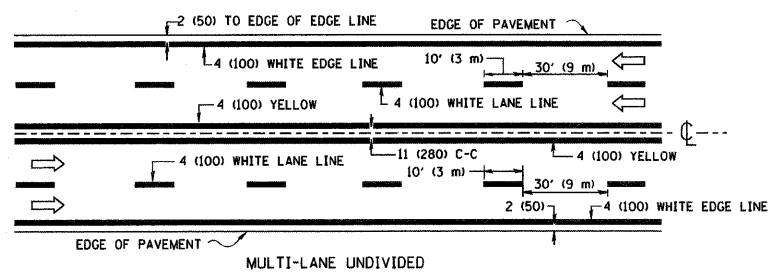 2 (50) TO EDGE OF EDGE LINE
EDGE OF PAVEMENT
4 (100) WHITE EDGE LINE
10' (3 m)
30' (9 m)
4 (100) YELLOW
4 (100) WHITE LANE LINE
CL
4 (100) WHITE LANE LINE
11 (280) C-C
4 (100) YELLOW
10' (3 m)
30' (9 m)
2 (50)
4 (100) WHITE EDGE LINE
EDGE OF PAVEMENT
MULTI-LANE UNDIVIDED